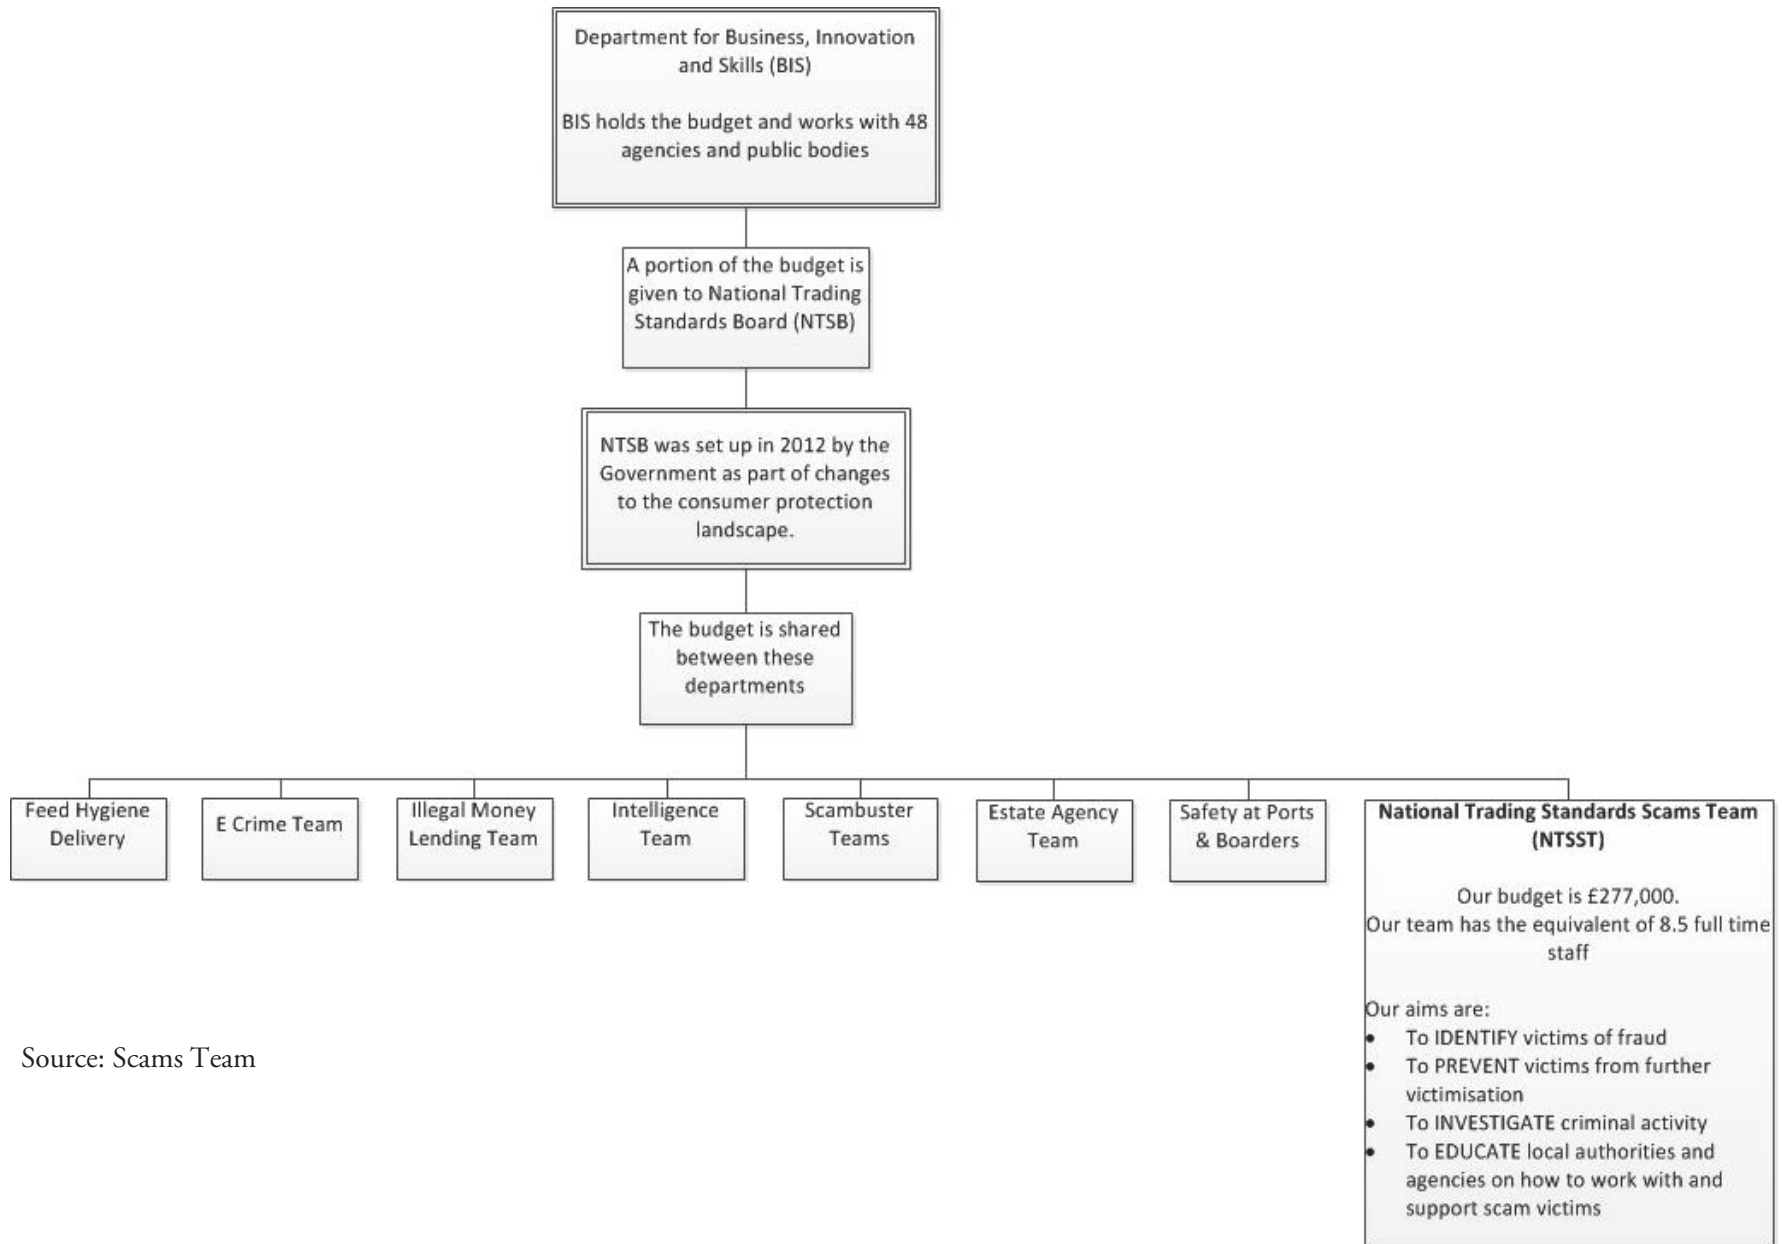 Department for Business, Innovation
and Skills (BIS)
BIS holds the budget and works with 48
agencies and public bodies
A portion of the budget is
given to National Trading
Standards Board (NTSB)
NTSB was set up in 2012 by the
Government as part of changes
to the consumer protection
landscape.
The budget is shared
between these
departments
Feed Hygiene
Delivery
E Crime Team
Illegal Money
Lending Team
Intelligence
Team
Scambuster
Teams
Estate Agency
Team
Safety at Ports
& Boarders
National Trading Standards Scams Team
(NTSST)
Our budget is £277,000.
Our team has the equivalent of 8.5 full time
staff
Our aims are:
• To IDENTIFY victims of fraud
• To PREVENT victims from further
victimisation
• To INVESTIGATE criminal activity
• To EDUCATE local authorities and
agencies on how to work with and
support scam victims
Source: Scams Team